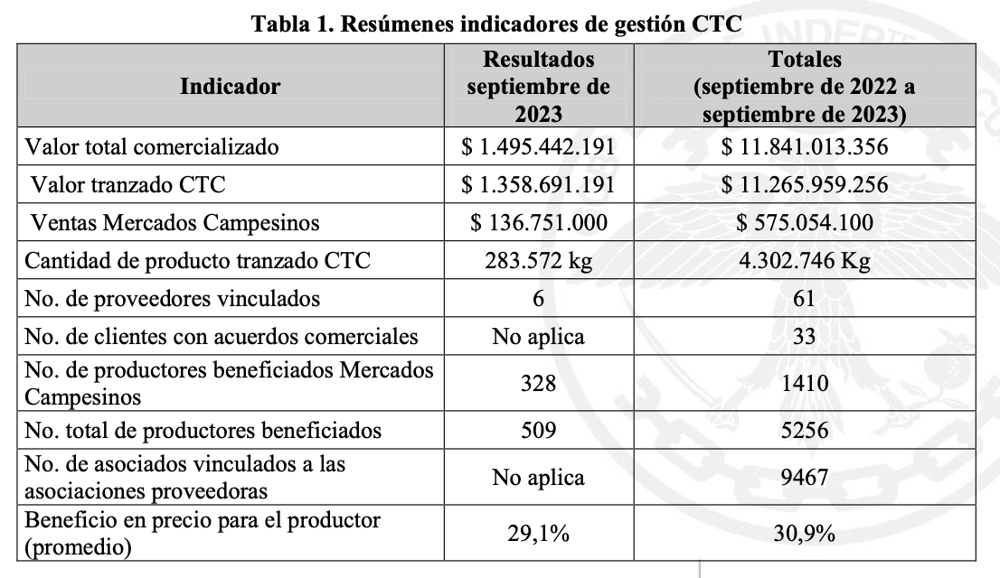 Tabla 1. Resúmenes indicadores de gestión CTC
Indicador
Resultados
septiembre de
2023
Totales
(septiembre de 2022 a
septiembre de 2023)
Valor total comercializado
$ 1.495.442.191
$ 11.841.013.356
Valor tranzado CTC
$ 1.358.691.191
$ 11.265.959.256
Ventas Mercados Campesinos
$ 136.751.000
$ 575.054.100
Cantidad de producto tranzado CTC
283.572 kg
4.302.746 Kg
No. de proveedores vinculados
6
61
No. de clientes con acuerdos comerciales
No aplica
33
No. de productores beneficiados Mercados
Campesinos
328
1410
No. total de productores beneficiados
509
5256
No. de asociados vinculados a las
asociaciones proveedoras
No aplica
9467
Beneficio en precio para el productor
(promedio)
29,1%
30,9%